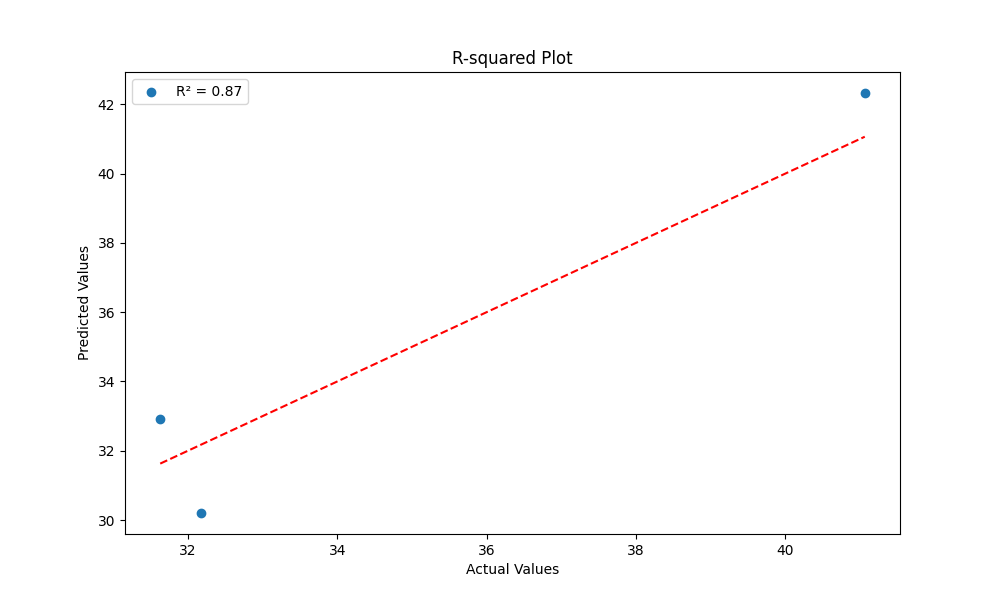 R-squared Plot
R² = 0.87
42
40
38
36
34
32
30
Predicted Values
32 34 36 38 40
Actual Values